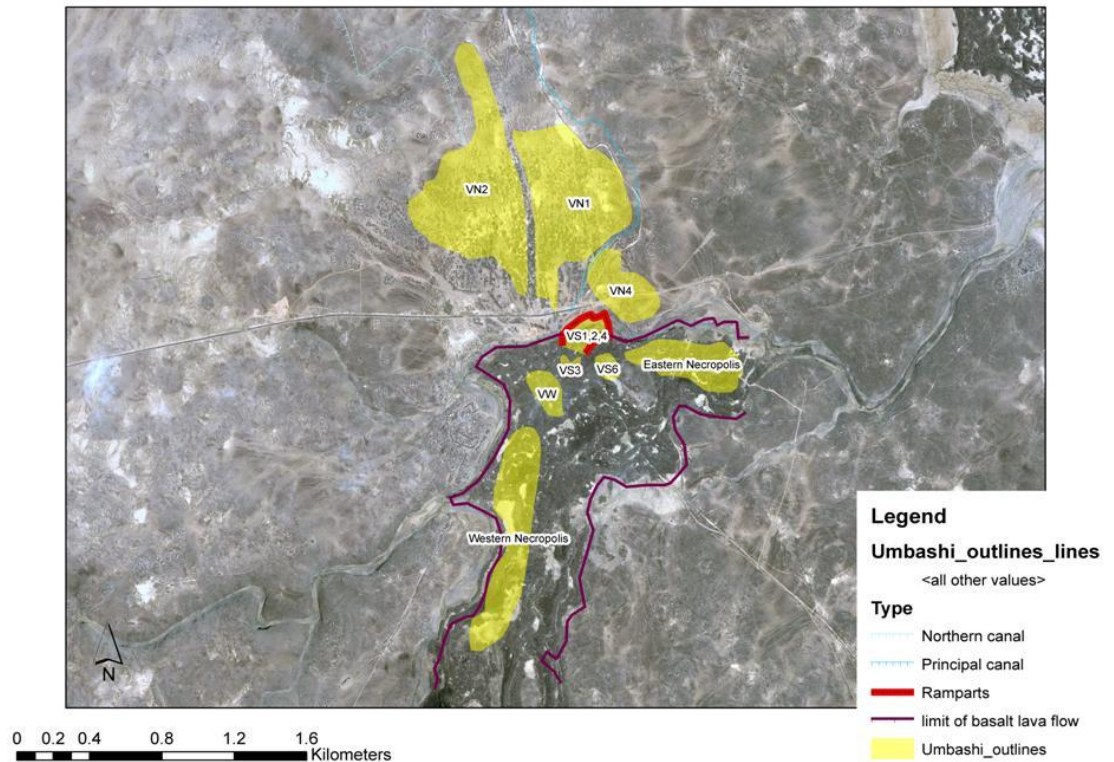 VN2
VN1
VN4
VS1,2,4
VS3
VS6
Eastern Necropolis
VW
Western Necropolis
N
0 0.2 0.4 0.8 1.2 1.6
Kilometers
Legend
Umbashi_outlines_lines
<all other values>
Type
Northern canal
Principal canal
Ramparts
limit of basalt lava flow
Umbashi_outlines